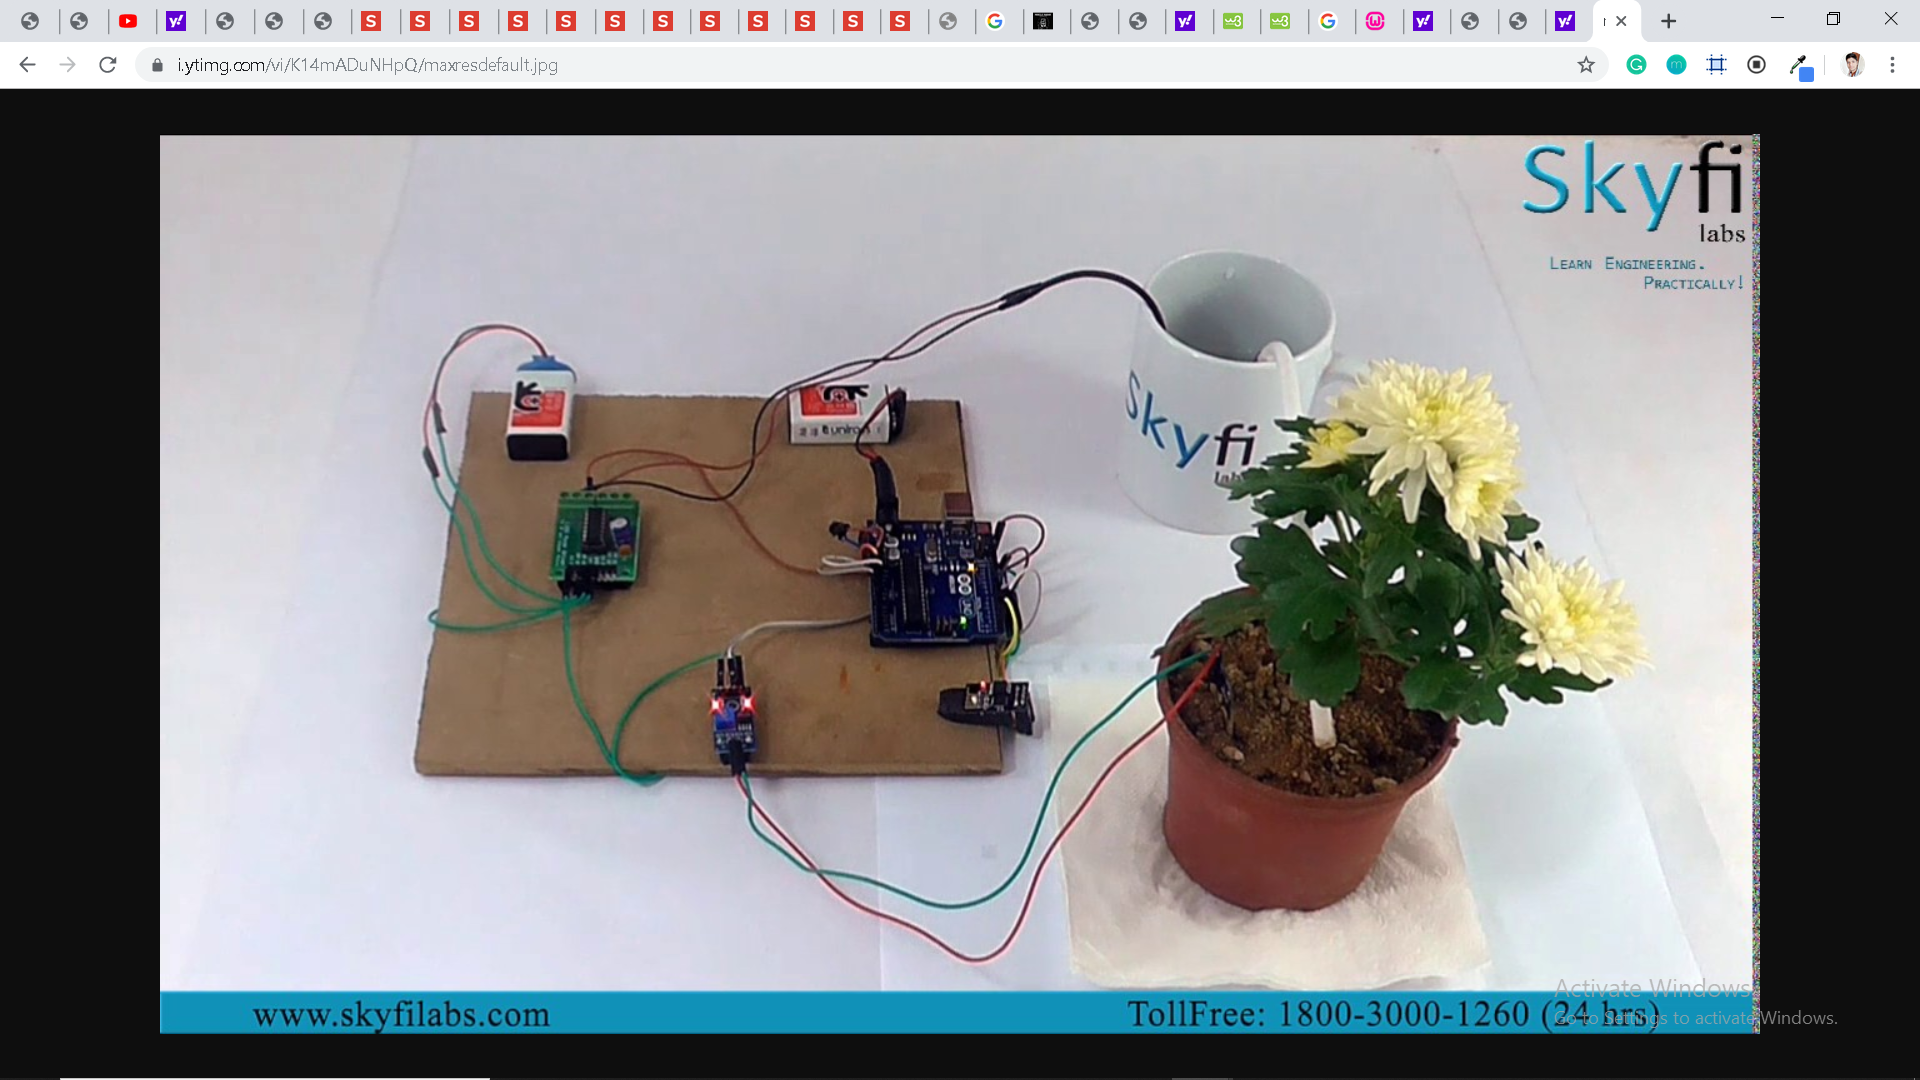 i.ytimg.com/vi/K14mADuNHpQ/maxresdefault.jpg
Skyfi
labs
LEARN ENGINEERING.
PRACTICALLY!
Skyfi
www.skyfilabs.com
TollFree: 1800-3000-1260 (24 hrs)
Activate Windows
Go to Settings to activate Windows.